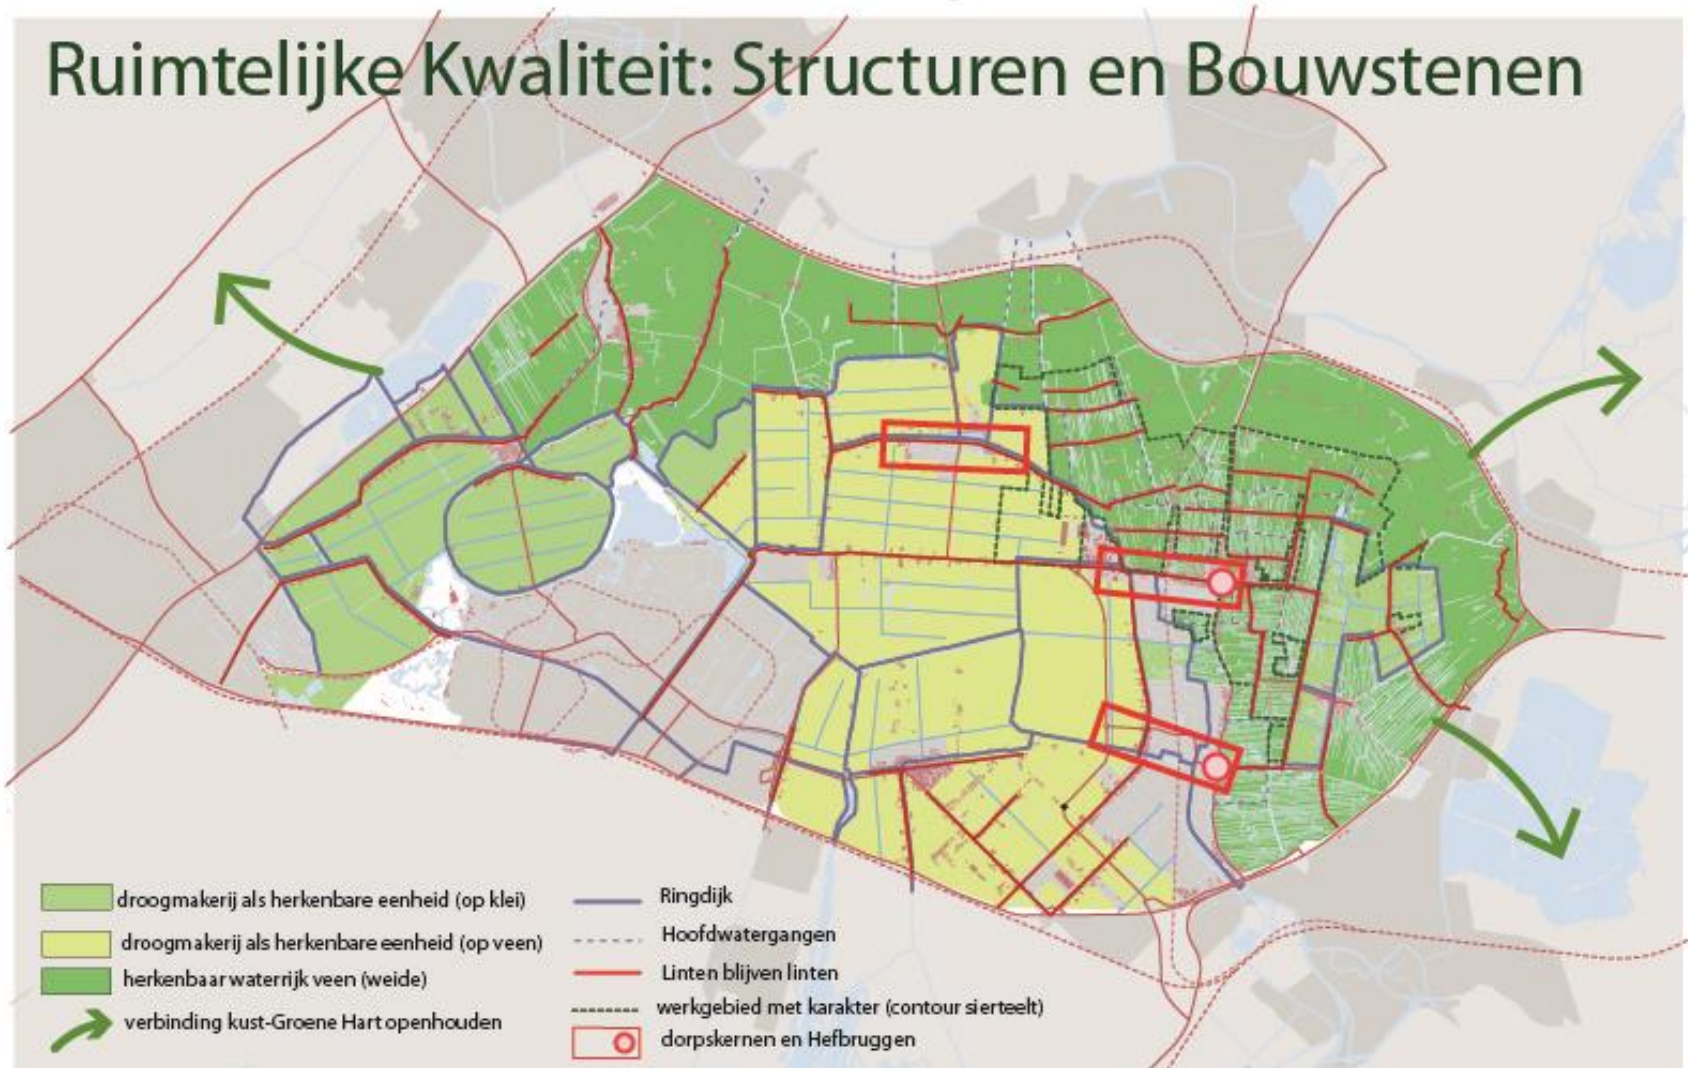 Ruimtelijke Kwaliteit: Structuren en Bouwstenen
droogmakerij als herkenbare eenheid (op klei)
droogmakerij als herkenbare eenheid (op veen)
herkenbaar waterrijk veen (weide)
verbinding kust-Groene Hart openhouden
Ringdijk
Hoofdwatergangen
Linten blijven linten
werkgebied met karakter (contour sierteelt)
dorpskernen en Hefbruggen